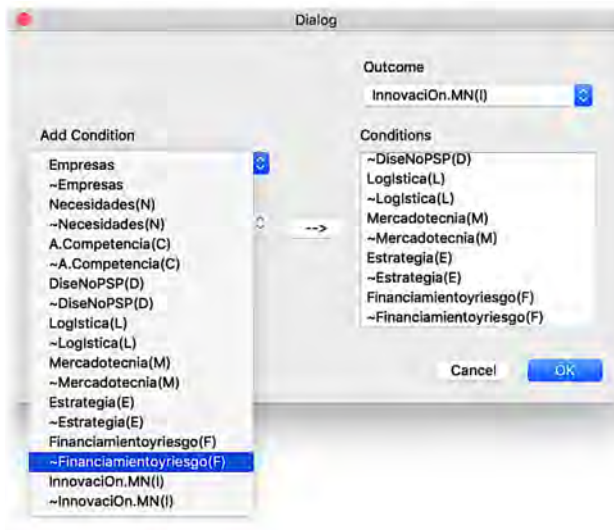 Dialog
Outcome
InnovaciOn.MN(I)
Add Condition
Empresas
~Empresas
Necesidades(N)
~Necesidades(N)
A.Competencia(C)
~A.Competencia(C)
DiseNoPSP(D)
~DiseNoPSP(D)
LogIstica(L)
~LogIstica(L)
Mercadotecnia(M)
~Mercadotecnia(M)
Estrategia(E)
~Estrategia(E)
Financiamientoyriesgo(F)
~Financiamientoyriesgo(F)
InnovaciOn.MN(I)
~InnovaciOn.MN(I)
-->
Conditions
~DiseNoPSP(D)
LogIstica(L)
~LogIstica(L)
Mercadotecnia(M)
~Mercadotecnia(M)
Estrategia(E)
~Estrategia(E)
Financiamientoyriesgo(F)
~Financiamientoyriesgo(F)
Cancel
OK